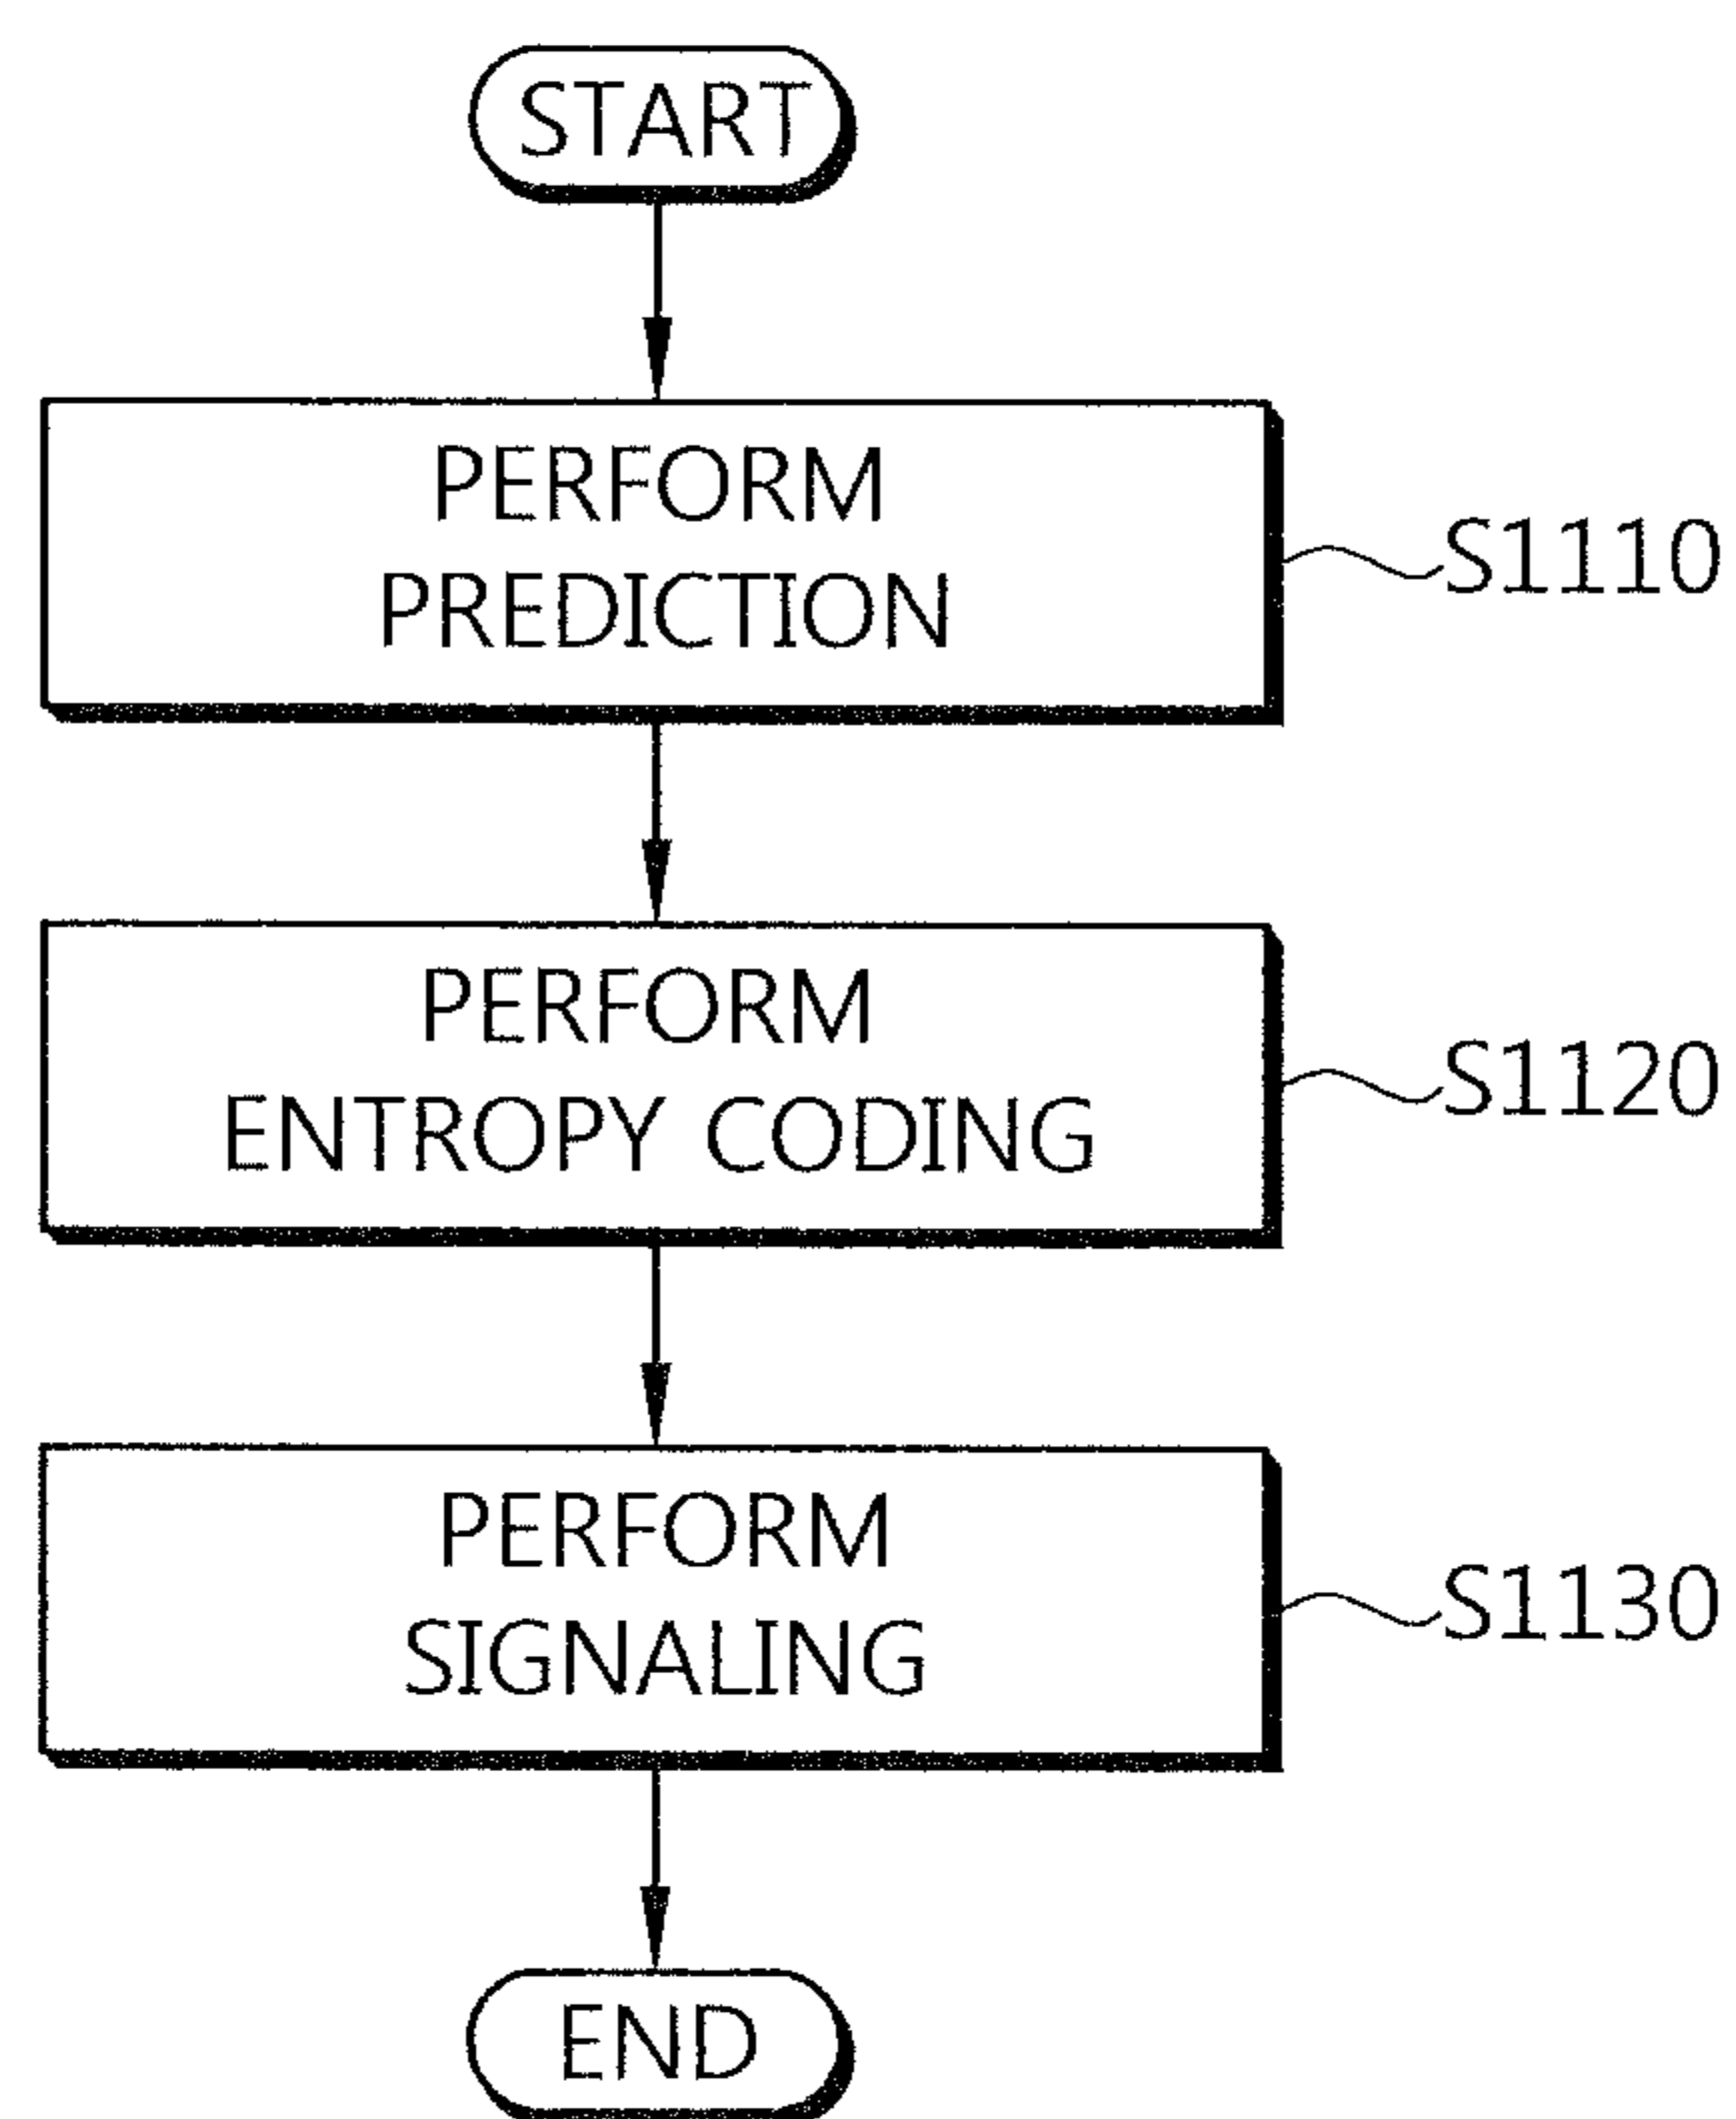 START
PERFORM
PREDICTION
S1110
PERFORM
ENTROPY CODING
S1120
PERFORM
SIGNALING
S1130
END